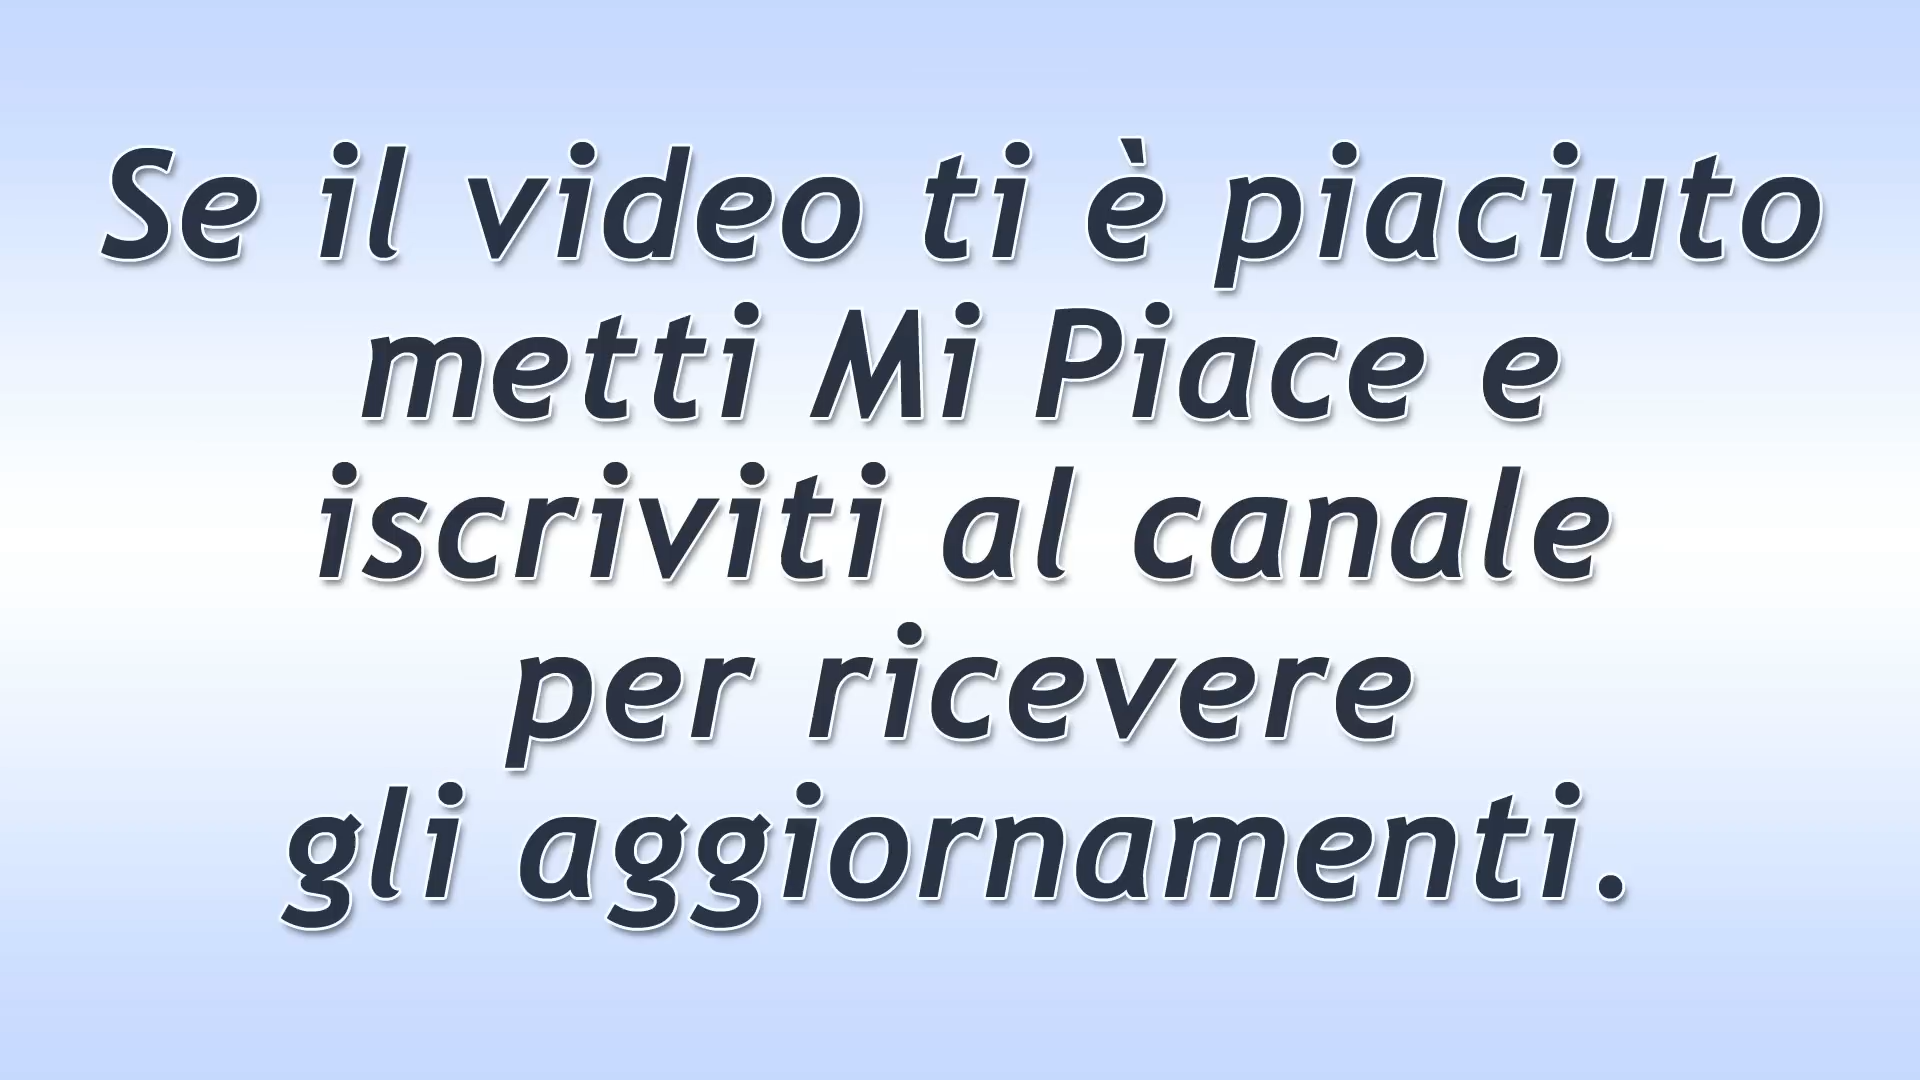 Se il video ti è piaciuto
metti Mi Piace e
iscriviti al canale
per ricevere
gli aggiornamenti.